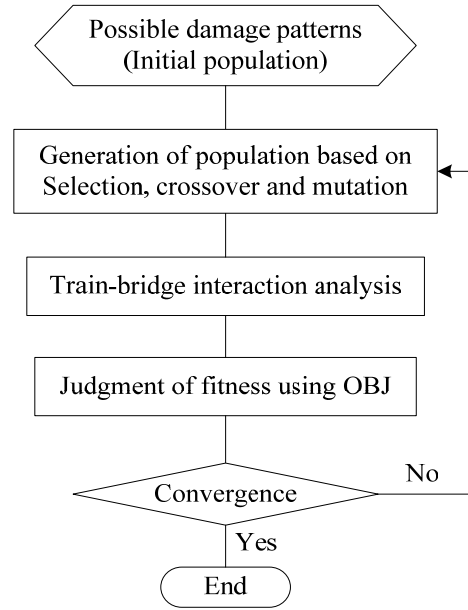 Possible damage patterns
(Initial population)
Generation of population based on
Selection, crossover and mutation
Train-bridge interaction analysis
Judgment of fitness using OBJ
Convergence
No
Yes
End